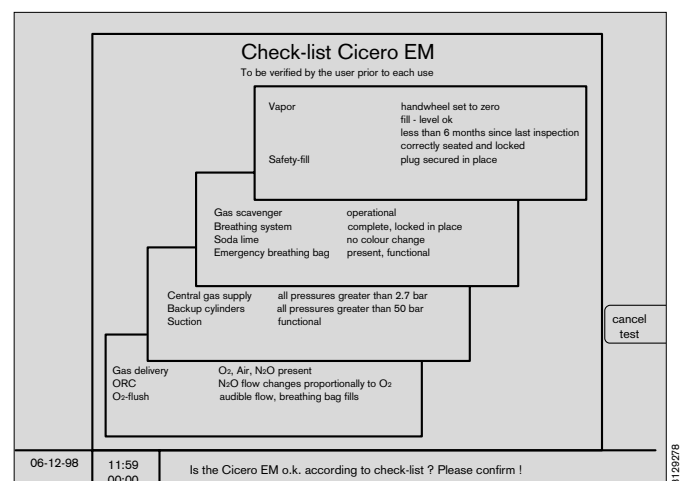 Check-list Cicero EM
To be verified by the user prior to each use
Vapor handwheel set to zero
fill - level ok
less than 6 months since last inspection
correctly seated and locked
Safety-fill plug secured in place
Gas scavenger operational
Breathing system complete, locked in place
Soda lime no colour change
Emergency breathing bag present, functional
Central gas supply all pressures greater than 2.7 bar
Backup cylinders all pressures greater than 50 bar
Suction functional
Gas delivery O2, Air, N2O present
ORC N2O flow changes proportionally to O2
O2-flush audible flow, breathing bag fills
cancel
test
06-12-98 11:59 Is the Cicero EM o.k. according to check-list ? Please confirm !
00:00